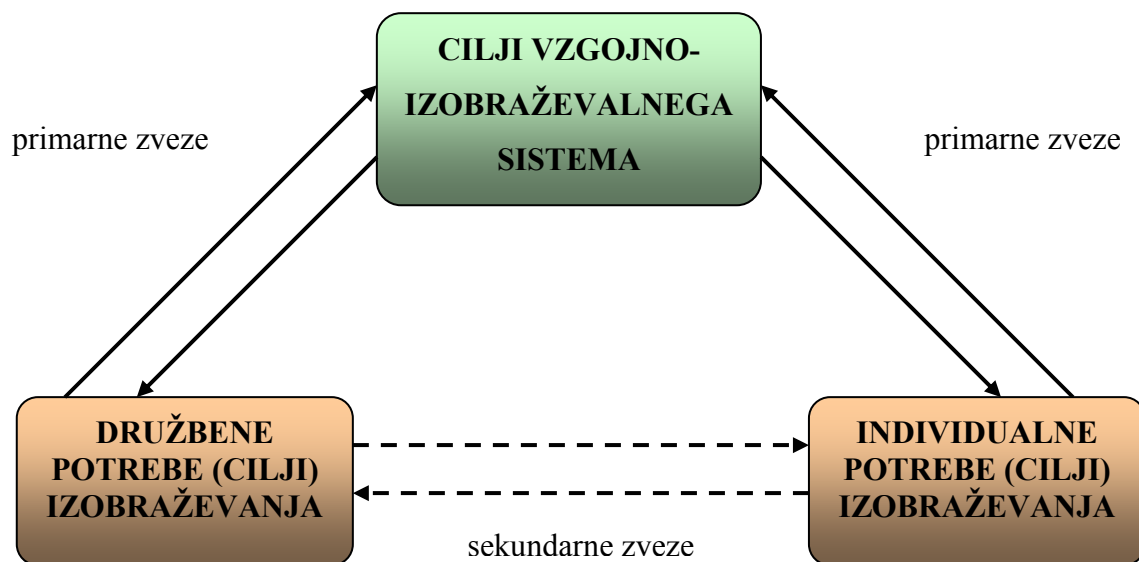 CILJI VZGOJNO-
IZOBRAŽEVALNEGA
SISTEMA
primarne zveze
primarne zveze
DRUŽBENE
POTREBE (CILJI)
IZOBRAŽEVANJA
INDIVIDUALNE
POTREBE (CILJI)
IZOBRAŽEVANJA
sekundarne zveze